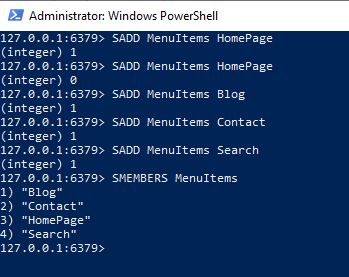 Administrator: Windows PowerShell
127.0.0.1:6379> SADD MenuItems HomePage
(integer) 1
127.0.0.1:6379> SADD MenuItems HomePage
(integer) 0
127.0.0.1:6379> SADD MenuItems Blog
(integer) 1
127.0.0.1:6379> SADD MenuItems Contact
(integer) 1
127.0.0.1:6379> SADD MenuItems Search
(integer) 1
127.0.0.1:6379> SMEMBERS MenuItems
1) "Blog"
2) "Contact"
3) "HomePage"
4) "Search"
127.0.0.1:6379>